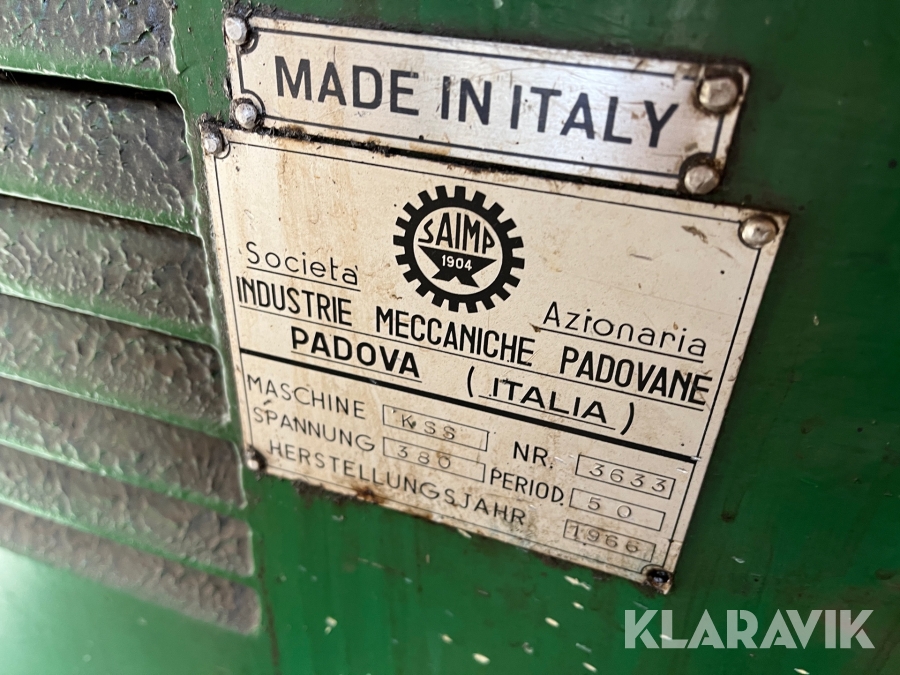 MADE IN ITALY
SAIMP
1904
Societa Azionaria
INDUSTRIE MECCANICHE PADOVANE
PADOVA (ITALIA)
MASCHINE KSS NR. 3633
SPANNUNG 380 PERIOD. 50
HERSTELLUNGSJAHR 1966
KLARAVIK